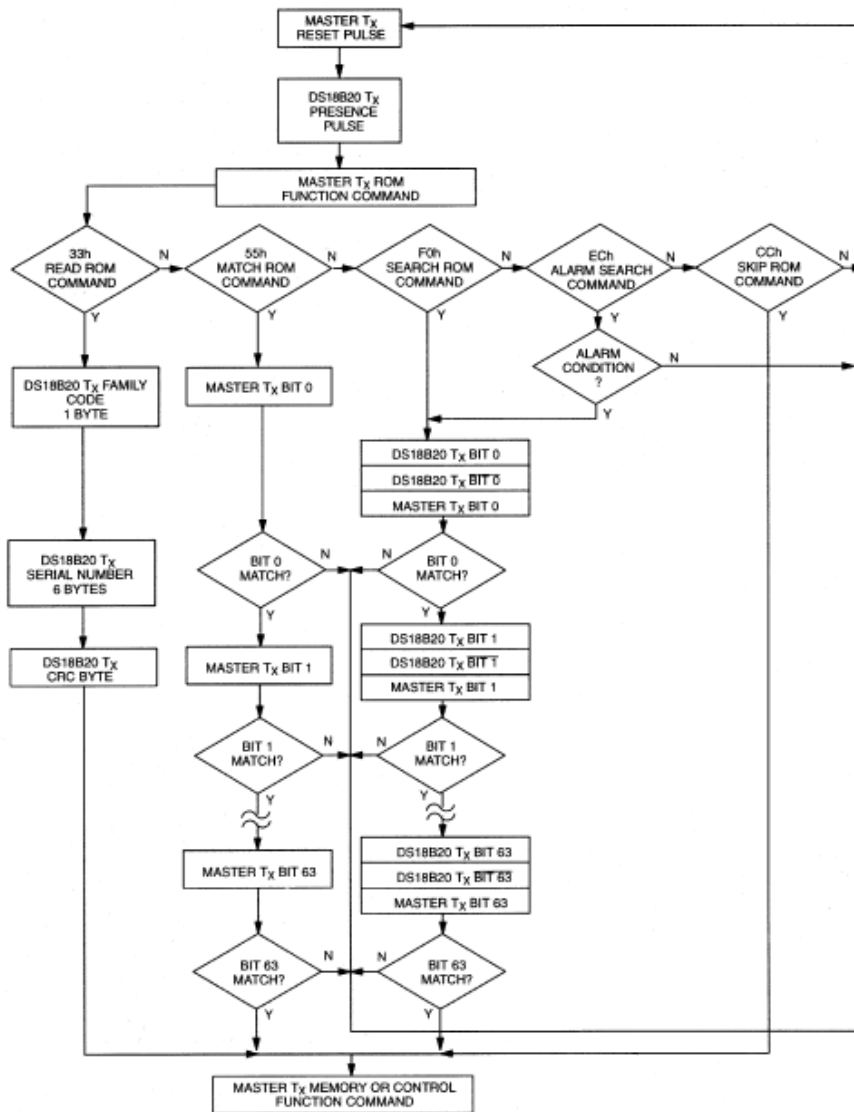 MASTER TX
RESET PULSE
DS18B20 TX
PRESENCE
PULSE
MASTER TX ROM
FUNCTION COMMAND
33h
READ ROM
COMMAND
N
Y
55h
MATCH ROM
COMMAND
N
Y
F0h
SEARCH ROM
COMMAND
N
Y
ECh
ALARM SEARCH
COMMAND
N
Y
CCh
SKIP ROM
COMMAND
N
Y
ALARM
CONDITION
?
N
Y
DS18B20 TX FAMILY
CODE
1 BYTE
MASTER TX BIT 0
DS18B20 TX BIT 0
DS18B20 TX BIT 0
MASTER TX BIT 0
DS18B20 TX
SERIAL NUMBER
6 BYTES
BIT 0
MATCH?
N
Y
BIT 0
MATCH?
N
Y
DS18B20 TX
CRC BYTE
MASTER TX BIT 1
DS18B20 TX BIT 1
DS18B20 TX BIT 1
MASTER TX BIT 1
BIT 1
MATCH?
N
Y
BIT 1
MATCH?
N
Y
MASTER TX BIT 63
DS18B20 TX BIT 63
DS18B20 TX BIT 63
MASTER TX BIT 63
BIT 63
MATCH?
N
Y
BIT 63
MATCH?
N
Y
MASTER TX MEMORY OR CONTROL
FUNCTION COMMAND